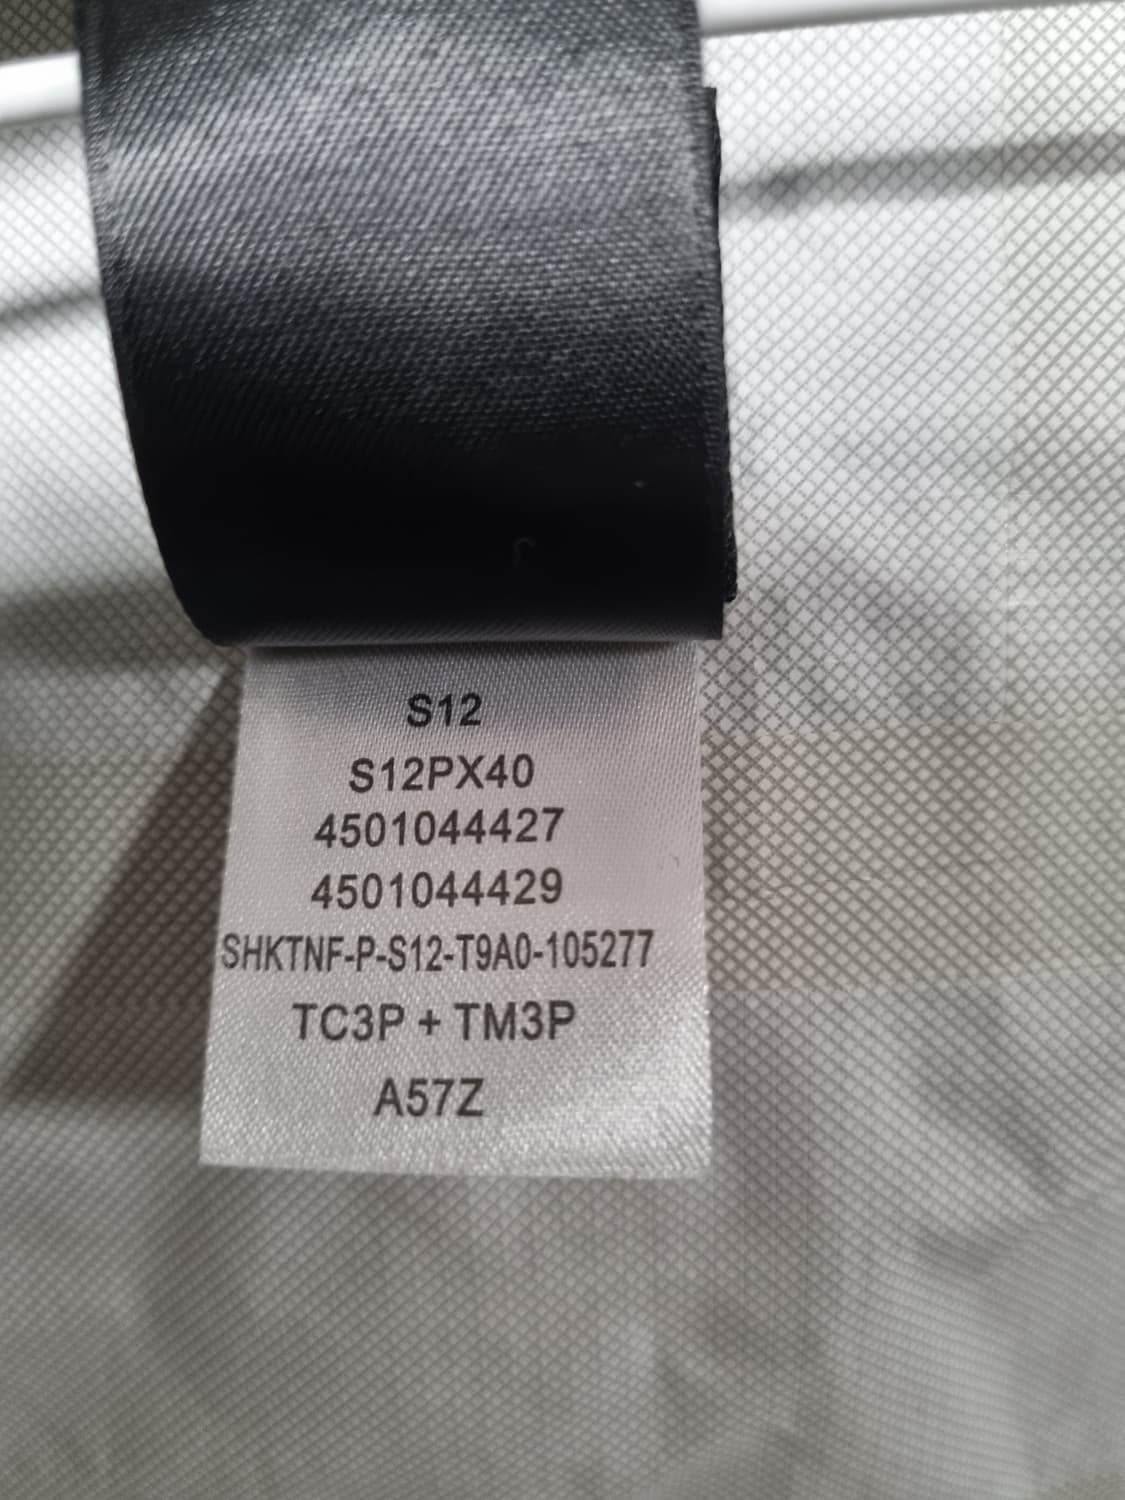 S12
S12PX40
4501044427
4501044429
SHKTNF-P-S12-T9A0-105277
TC3P + TM3P
A57Z